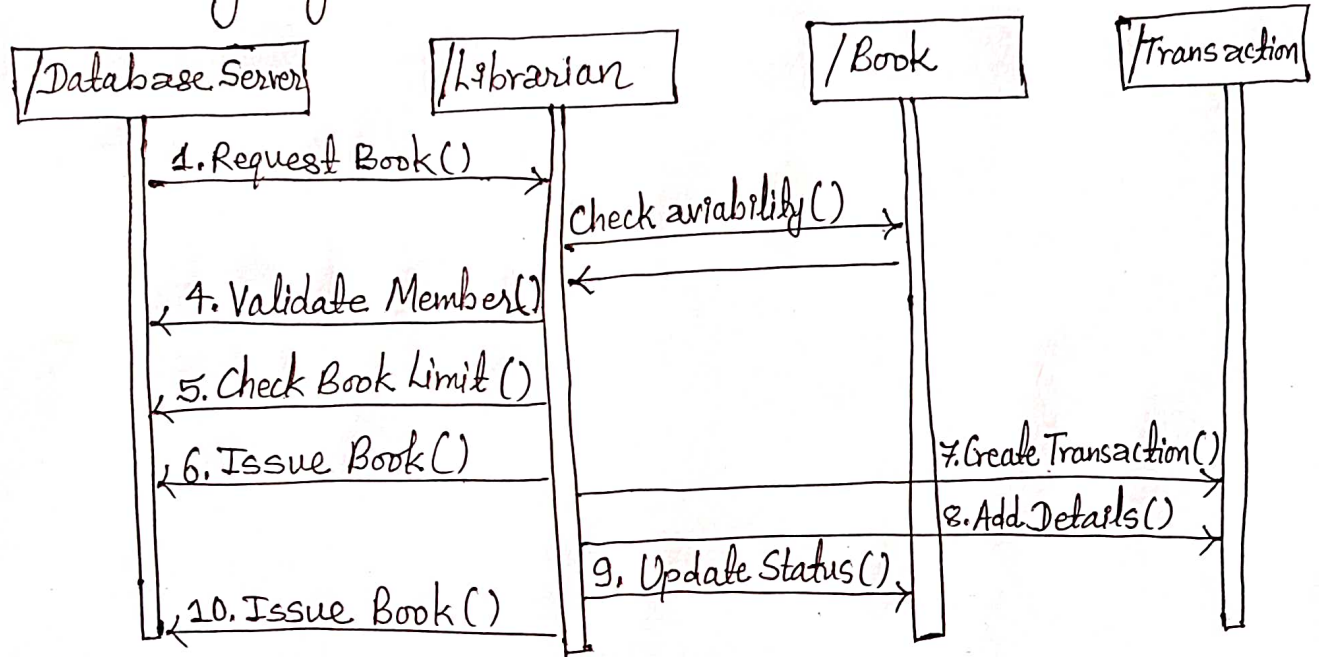 /Database Server
/Librarian
/Book
/Transaction
1. Request Book()
Check aviability()
4. Validate Member()
5. Check Book Limit()
6. Issue Book()
7. Create Transaction()
8. Add Details()
9. Update Status()
10. Issue Book()